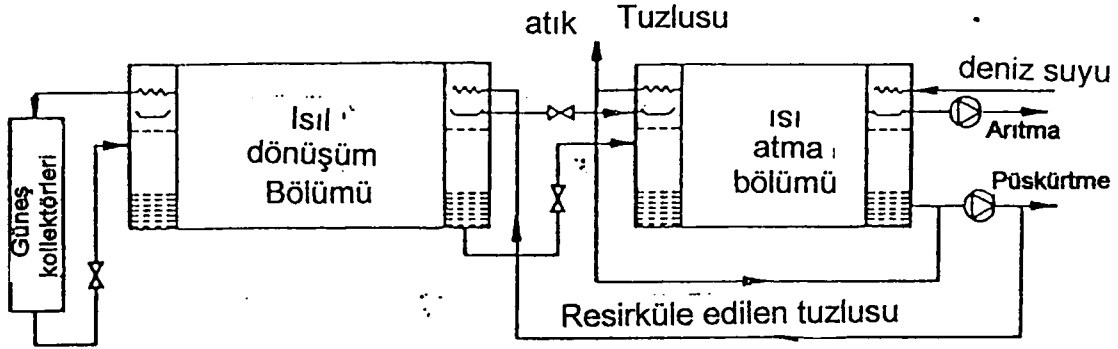 atık Tuzlusu
deniz suyu
Isıl
dönüşüm
Bölümü
ısı
atma
bölümü
Arıtma
Püskürtme
Güneş
kollektörleri
Resirküle edilen tuzlusu